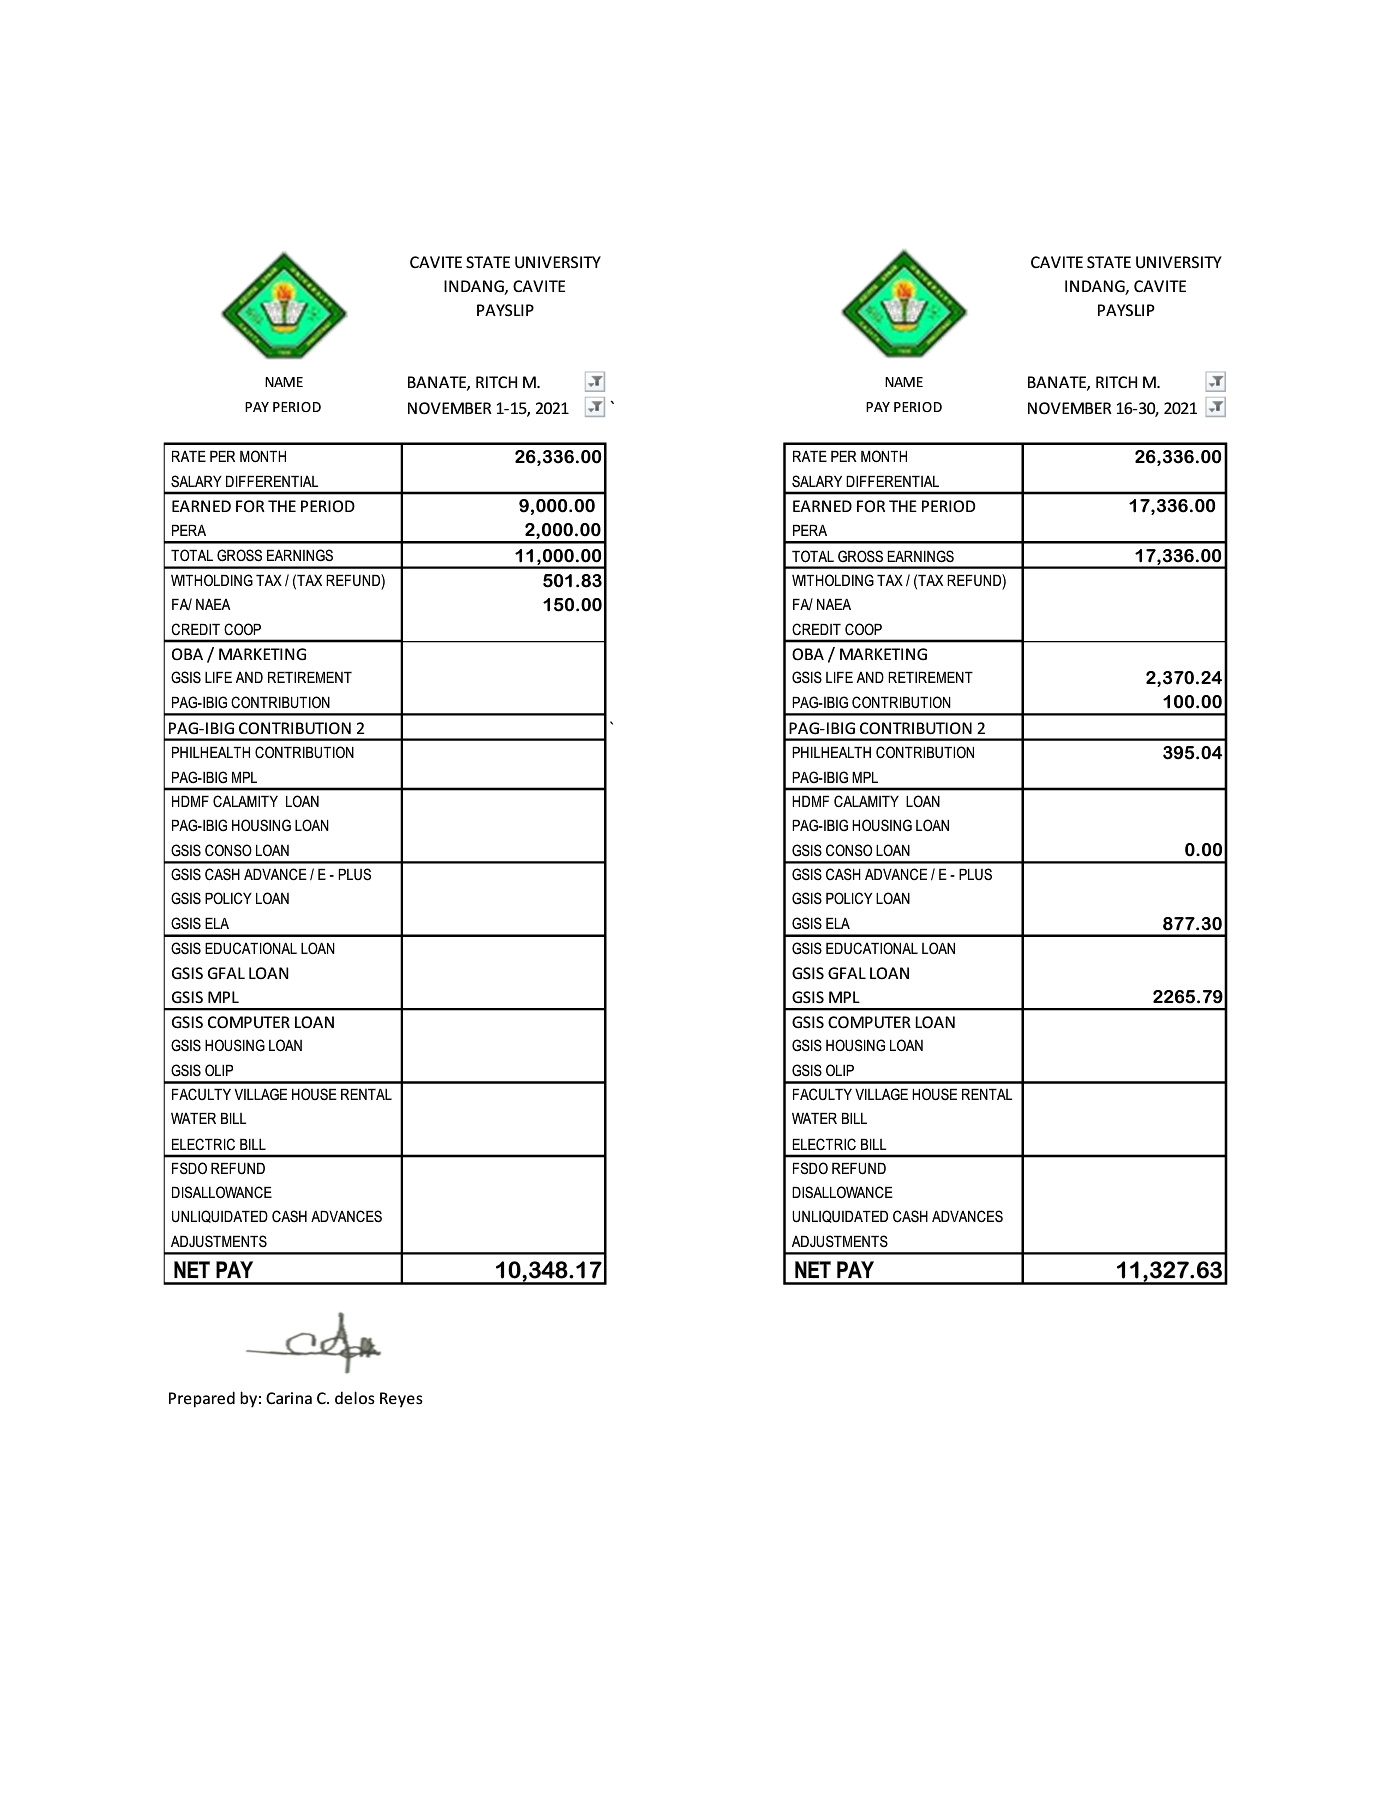 CAVITE STATE UNIVERSITY
INDANG, CAVITE
PAYSLIP
NAME BANATE, RITCH M.
PAY PERIOD NOVEMBER 1-15, 2021 `
RATE PER MONTH 26,336.00
SALARY DIFFERENTIAL
EARNED FOR THE PERIOD 9,000.00
PERA 2,000.00
TOTAL GROSS EARNINGS 11,000.00
WITHOLDING TAX / (TAX REFUND) 501.83
FA/ NAEA 150.00
CREDIT COOP
OBA / MARKETING
GSIS LIFE AND RETIREMENT
PAG-IBIG CONTRIBUTION
PAG-IBIG CONTRIBUTION 2 `
PHILHEALTH CONTRIBUTION
PAG-IBIG MPL
HDMF CALAMITY LOAN
PAG-IBIG HOUSING LOAN
GSIS CONSO LOAN
GSIS CASH ADVANCE / E - PLUS
GSIS POLICY LOAN
GSIS ELA
GSIS EDUCATIONAL LOAN
GSIS GFAL LOAN
GSIS MPL
GSIS COMPUTER LOAN
GSIS HOUSING LOAN
GSIS OLIP
FACULTY VILLAGE HOUSE RENTAL
WATER BILL
ELECTRIC BILL
FSDO REFUND
DISALLOWANCE
UNLIQUIDATED CASH ADVANCES
ADJUSTMENTS
NET PAY 10,348.17
Prepared by: Carina C. delos Reyes
CAVITE STATE UNIVERSITY
INDANG, CAVITE
PAYSLIP
NAME BANATE, RITCH M.
PAY PERIOD NOVEMBER 16-30, 2021
RATE PER MONTH 26,336.00
SALARY DIFFERENTIAL
EARNED FOR THE PERIOD 17,336.00
PERA
TOTAL GROSS EARNINGS 17,336.00
WITHOLDING TAX / (TAX REFUND)
FA/ NAEA
CREDIT COOP
OBA / MARKETING
GSIS LIFE AND RETIREMENT 2,370.24
PAG-IBIG CONTRIBUTION 100.00
PAG-IBIG CONTRIBUTION 2
PHILHEALTH CONTRIBUTION 395.04
PAG-IBIG MPL
HDMF CALAMITY LOAN
PAG-IBIG HOUSING LOAN
GSIS CONSO LOAN 0.00
GSIS CASH ADVANCE / E - PLUS
GSIS POLICY LOAN
GSIS ELA 877.30
GSIS EDUCATIONAL LOAN
GSIS GFAL LOAN
GSIS MPL 2265.79
GSIS COMPUTER LOAN
GSIS HOUSING LOAN
GSIS OLIP
FACULTY VILLAGE HOUSE RENTAL
WATER BILL
ELECTRIC BILL
FSDO REFUND
DISALLOWANCE
UNLIQUIDATED CASH ADVANCES
ADJUSTMENTS
NET PAY 11,327.63